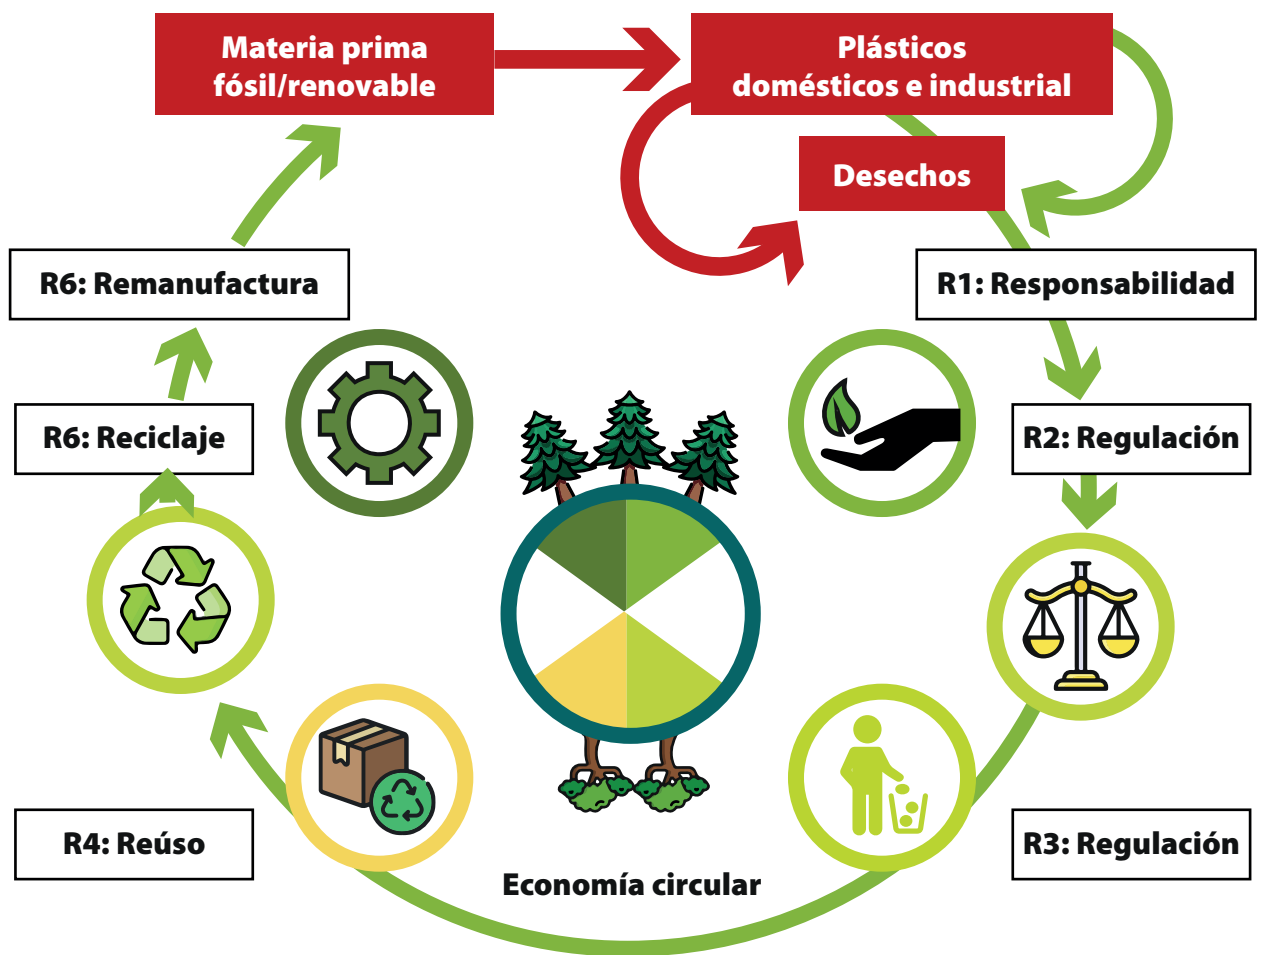 Materia prima
fósil/renovable
Plásticos
domésticos e industrial
Desechos
R6: Remanufactura
R1: Responsabilidad
R6: Reciclaje
R2: Regulación
R4: Reúso
R3: Regulación
Economía circular